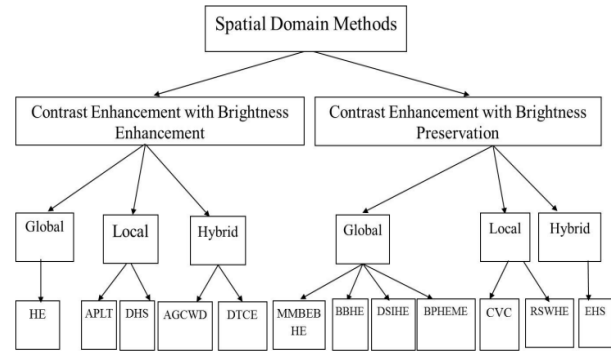 Spatial Domain Methods
Contrast Enhancement with Brightness
Enhancement
Contrast Enhancement with Brightness
Preservation
Global
Local
Hybrid
Global
Local
Hybrid
HE
APLT
DHS
AGCWD
DTCE
MMBEB
HE
BBHE
DSIHE
BPHEME
CVC
RSWHE
EHS